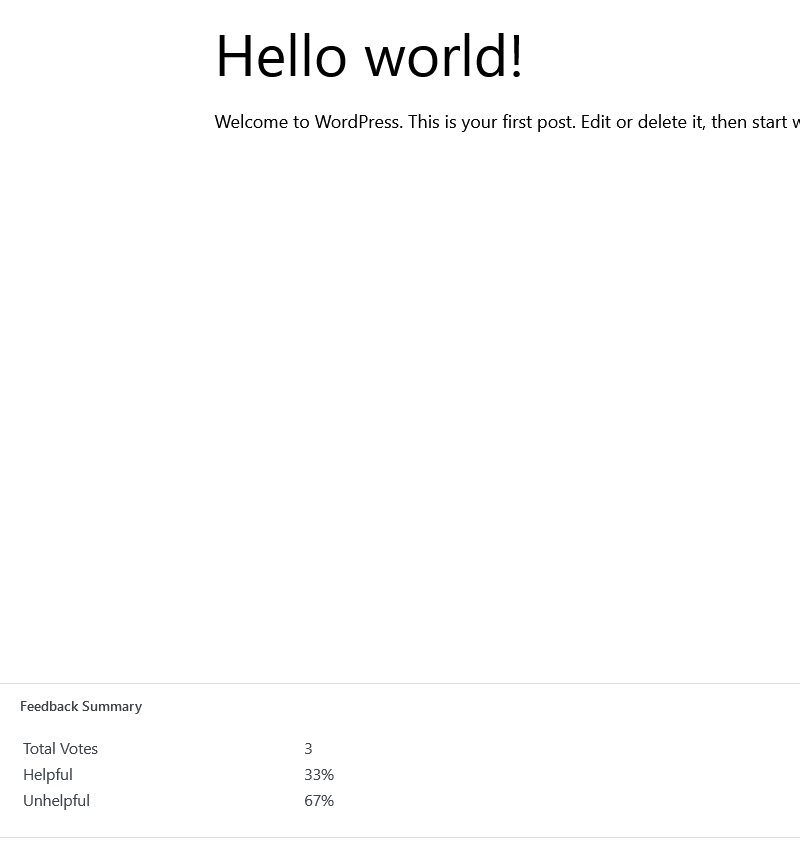 Hello world!
Welcome to WordPress. This is your first post. Edit or delete it, then start
Feedback Summary
Total Votes 3
Helpful 33%
Unhelpful 67%